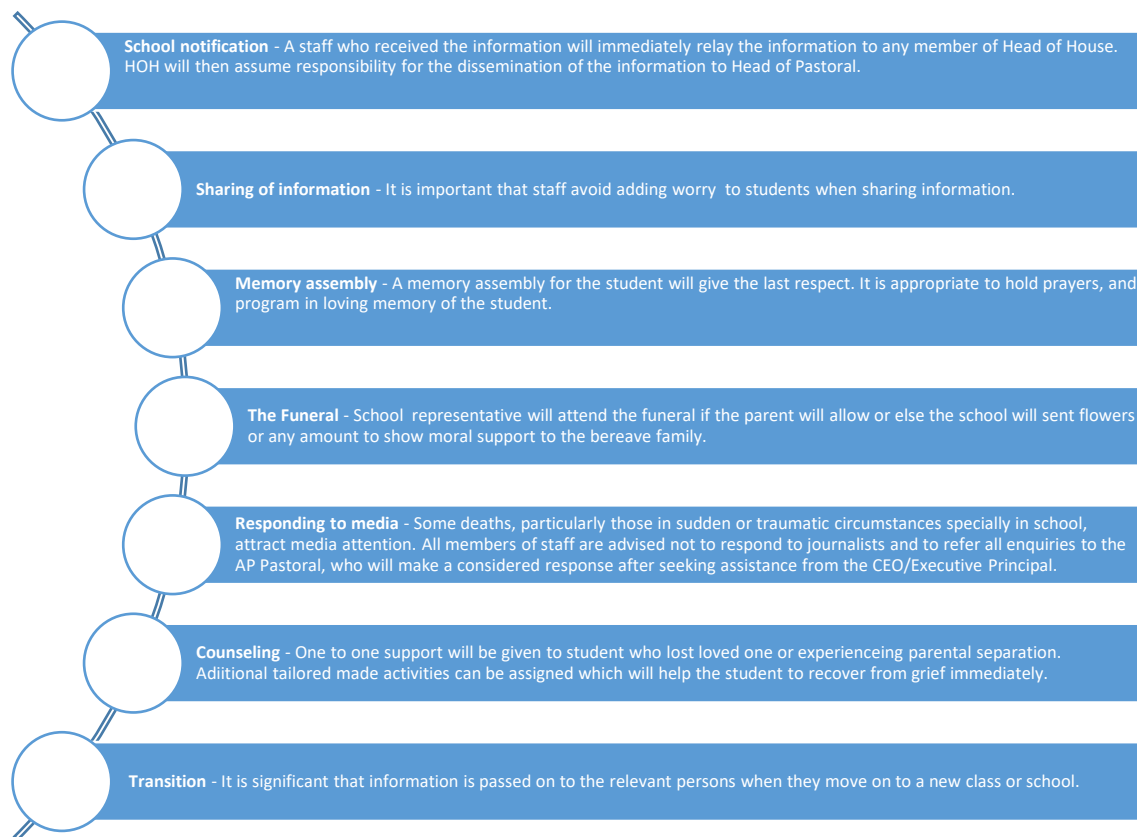 School notification - A staff who received the information will immediately relay the information to any member of Head of House.
HOH will then assume responsibility for the dissemination of the information to Head of Pastoral.
Sharing of information - It is important that staff avoid adding worry to students when sharing information.
Memory assembly - A memory assembly for the student will give the last respect. It is appropriate to hold prayers, and
program in loving memory of the student.
The Funeral - School representative will attend the funeral if the parent will allow or else the school will sent flowers
or any amount to show moral support to the bereave family.
Responding to media - Some deaths, particularly those in sudden or traumatic circumstances specially in school,
attract media attention. All members of staff are advised not to respond to journalists and to refer all enquiries to the
AP Pastoral, who will make a considered response after seeking assistance from the CEO/Executive Principal.
Counseling - One to one support will be given to student who lost loved one or experienceing parental separation.
Adiitional tailored made activities can be assigned which will help the student to recover from grief immediately.
Transition - It is significant that information is passed on to the relevant persons when they move on to a new class or school.